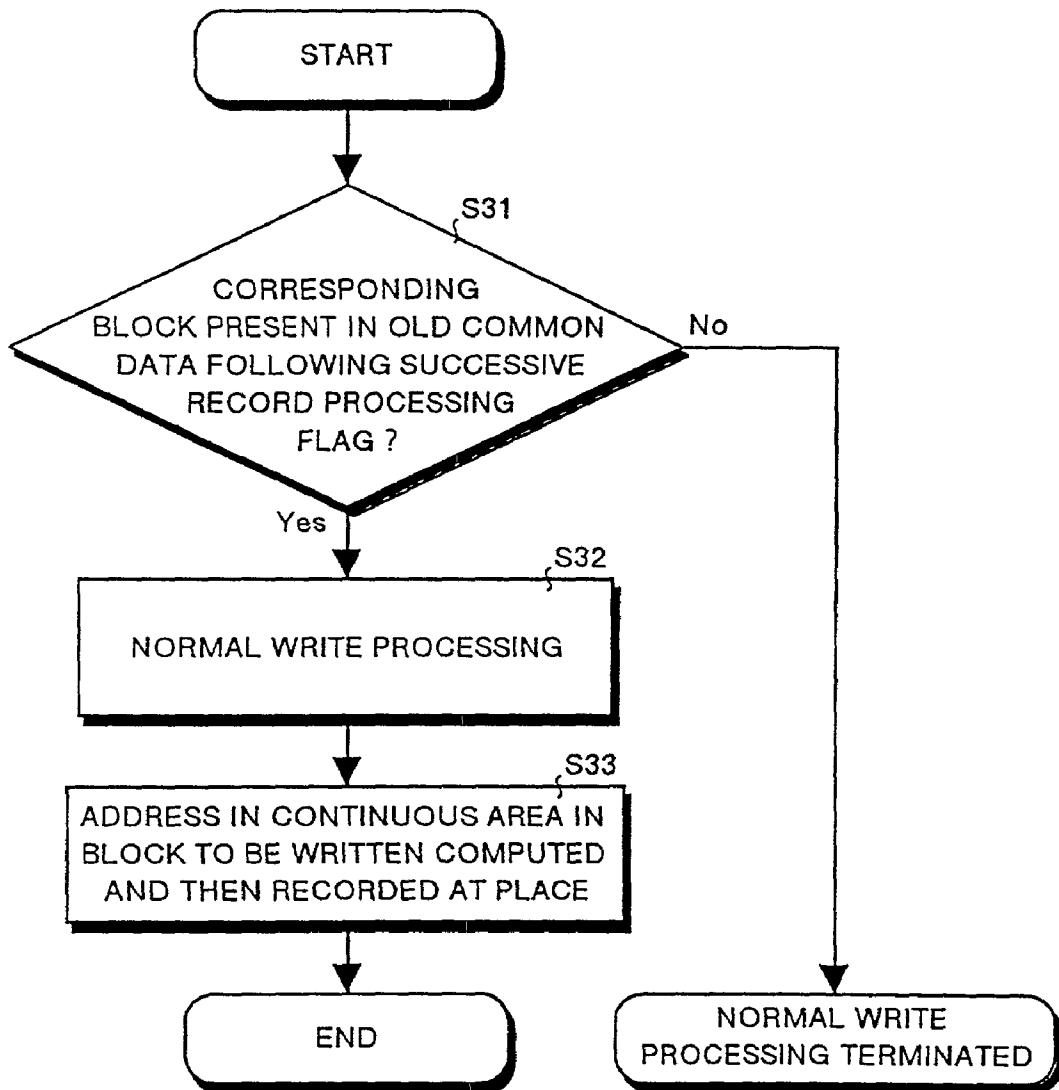 START
S31
CORRESPONDING
BLOCK PRESENT IN OLD COMMON
DATA FOLLOWING SUCCESSIVE
RECORD PROCESSING
FLAG ?
No
Yes
S32
NORMAL WRITE PROCESSING
S33
ADDRESS IN CONTINUOUS AREA IN
BLOCK TO BE WRITTEN COMPUTED
AND THEN RECORDED AT PLACE
END
NORMAL WRITE
PROCESSING TERMINATED